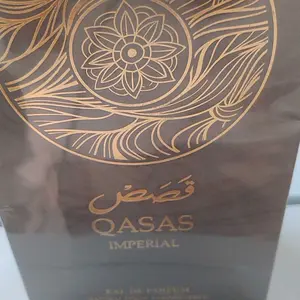 قصص
QASAS
IMPERIAL
EAU DE PARFUM